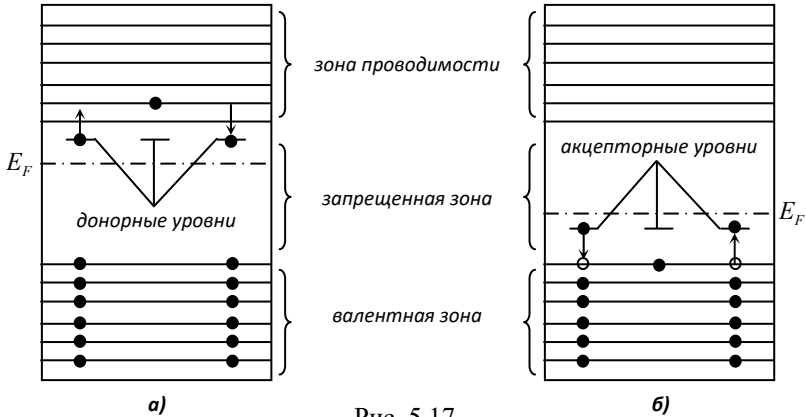 зона проводимости
E_F
донорные уровни
запрещенная зона
акцепторные уровни
E_F
валентная зона
а)
Рис. 5.17
б)